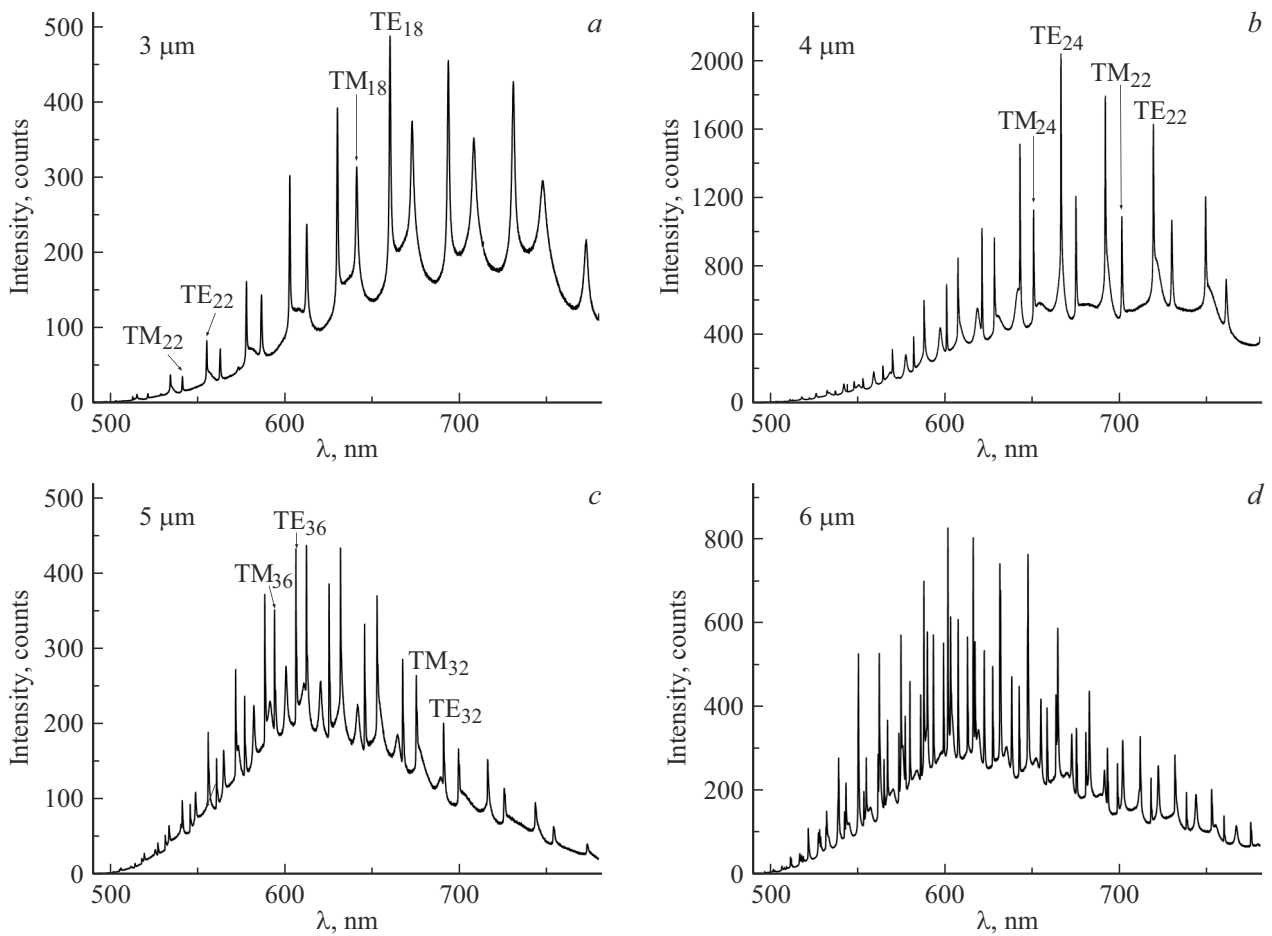 500
400
300
200
100
0
Intensity, counts
3 μm
a
TE18
TM18
TE22
TM22
500
600
700
λ, nm
2000
1600
1200
800
400
0
Intensity, counts
4 μm
b
TE24
TM22
TM24
TE22
500
600
700
λ, nm
500
400
300
200
100
0
Intensity, counts
5 μm
c
TE36
TM36
TM32
TE32
500
600
700
λ, nm
800
600
400
200
0
Intensity, counts
6 μm
d
500
600
700
λ, nm